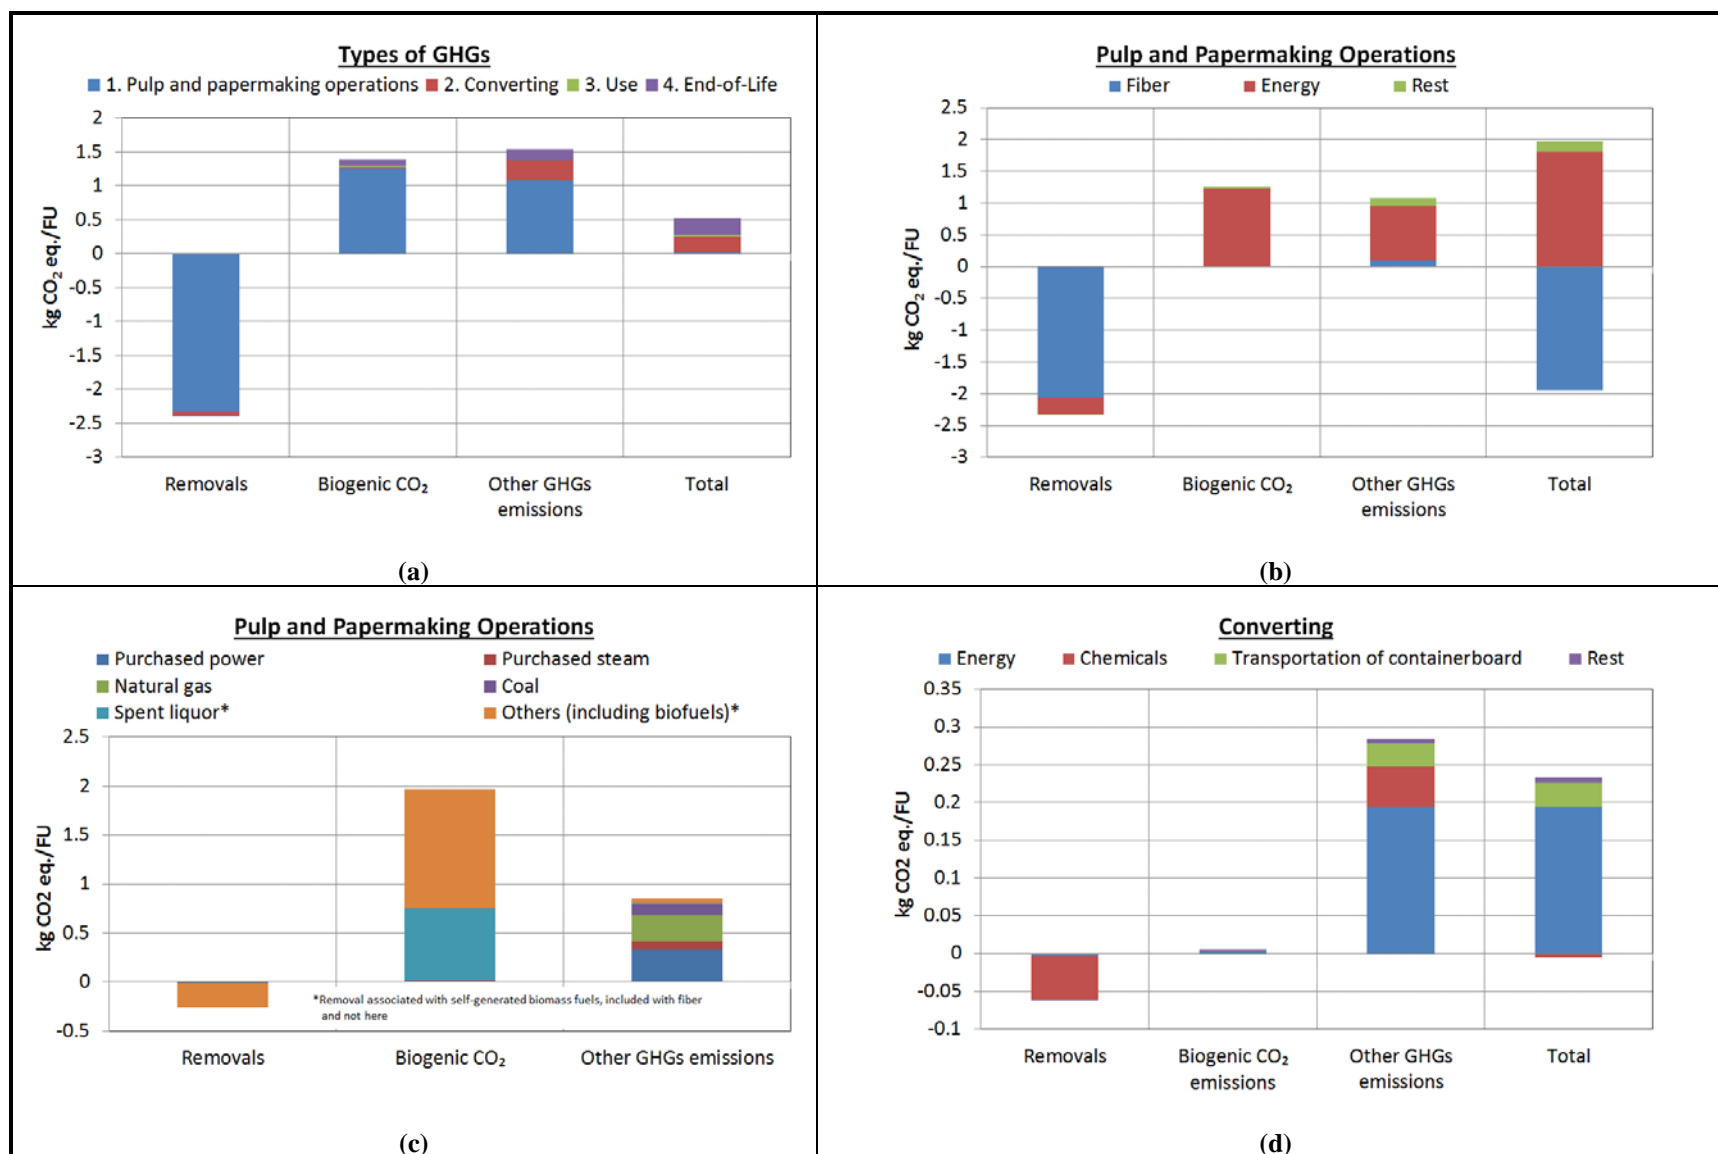 Types of GHGs
1. Pulp and papermaking operations 2. Converting 3. Use 4. End-of-Life
2
1.5
1
0.5
0
-0.5
-1
-1.5
-2
-2.5
-3
kg CO₂ eq./FU
Removals Biogenic CO₂ Other GHGs emissions Total
(a)
Pulp and Papermaking Operations
Fiber Energy Rest
2.5
2
1.5
1
0.5
0
-0.5
-1
-1.5
-2
-2.5
-3
kg CO₂ eq./FU
Removals Biogenic CO₂ Other GHGs emissions Total
(b)
Pulp and Papermaking Operations
Purchased power Purchased steam
Natural gas Coal
Spent liquor* Others (including biofuels)*
2.5
2
1.5
1
0.5
0
-0.5
kg CO2 eq./FU
*Removal associated with self-generated biomass fuels, included with fiber
and not here
Removals Biogenic CO₂ Other GHGs emissions
(c)
Converting
Energy Chemicals Transportation of containerboard Rest
0.35
0.3
0.25
0.2
0.15
0.1
0.05
0
-0.05
-0.1
kg CO2 eq./FU
Removals Biogenic CO₂ emissions Other GHGs emissions Total
(d)